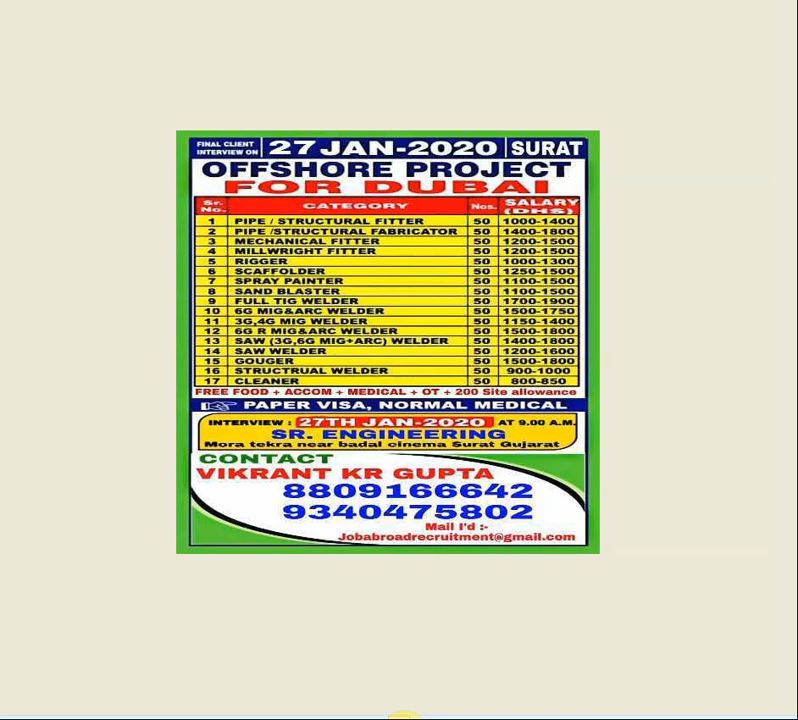 FINAL CLIENT INTERVIEW ON 27 JAN-2020 SURAT
OFFSHORE PROJECT
FOR DUBAI
Sr. No. CATEGORY Nos. SALARY (DHS)
1 PIPE / STRUCTURAL FITTER 50 1000-1400
2 PIPE /STRUCTURAL FABRICATOR 50 1400-1800
3 MECHANICAL FITTER 50 1200-1500
4 MILLWRIGHT FITTER 50 1200-1500
5 RIGGER 50 1000-1300
6 SCAFFOLDER 50 1250-1500
7 SPRAY PAINTER 50 1100-1500
8 SAND BLASTER 50 1100-1500
9 FULL TIG WELDER 50 1700-1900
10 6G MIG&ARC WELDER 50 1500-1750
11 3G,4G MIG WELDER 50 1150-1400
12 6G R MIG&ARC WELDER 50 1500-1800
13 SAW (3G,6G MIG+ARC) WELDER 50 1400-1800
14 SAW WELDER 50 1200-1600
15 GOUGER 50 1500-1800
16 STRUCTRUAL WELDER 50 900-1000
17 CLEANER 50 800-850
FREE FOOD + ACCOM + MEDICAL + OT + 200 Site allowance
PAPER VISA, NORMAL MEDICAL
INTERVIEW : 27TH JAN-2020 AT 9.00 A.M.
SR. ENGINEERING
Mora tekra near badal cinema Surat Gujarat
CONTACT
VIKRANT KR GUPTA
8809166642
9340475802
Mail I'd :-
Jobabroadrecruitment@gmail.com